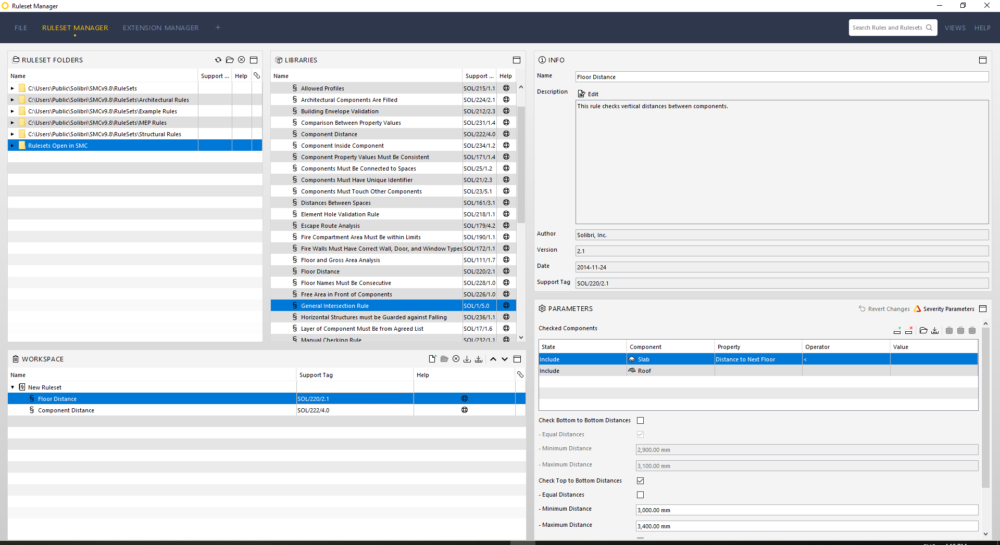 Ruleset Manager
FILE RULESET MANAGER EXTENSION MANAGER +
Search Rules and Rulesets VIEWS HELP
RULESET FOLDERS
Name Support ... Help
C:\Users\Public\Solibri\SMCv9.8\RuleSets
C:\Users\Public\Solibri\SMCv9.8\RuleSets\Architectural Rules
C:\Users\Public\Solibri\SMCv9.8\RuleSets\Example Rules
C:\Users\Public\Solibri\SMCv9.8\RuleSets\MEP Rules
C:\Users\Public\Solibri\SMCv9.8\RuleSets\Structural Rules
Rulesets Open in SMC
LIBRARIES
Name Support ... Help
§ Allowed Profiles SOL/215/1.1
§ Architectural Components Are Filled SOL/224/2.1
§ Building Envelope Validation SOL/212/2.3
§ Comparison Between Property Values SOL/231/1.4
§ Component Distance SOL/222/4.0
§ Component Inside Component SOL/234/1.2
§ Component Property Values Must Be Consistent SOL/171/1.4
§ Components Must Be Connected to Spaces SOL/25/1.2
§ Components Must Have Unique Identifier SOL/21/2.3
§ Components Must Touch Other Components SOL/23/5.1
§ Distances Between Spaces SOL/161/3.1
§ Element Hole Validation Rule SOL/218/1.1
§ Escape Route Analysis SOL/179/4.2
§ Fire Compartment Area Must Be within Limits SOL/190/1.1
§ Fire Walls Must Have Correct Wall, Door, and Window Types SOL/172/1.1
§ Floor and Gross Area Analysis SOL/111/1.7
§ Floor Distance SOL/220/2.1
§ Floor Names Must Be Consecutive SOL/228/1.0
§ Free Area in Front of Components SOL/226/1.0
§ General Intersection Rule SOL/1/5.0
§ Horizontal Structures must be Guarded against Falling SOL/236/1.1
§ Layer of Component Must Be from Agreed List SOL/17/1.6
§ Manual Checking Rule SOL/232/1.1
WORKSPACE
Name Support Tag Help
§ New Ruleset
§ Floor Distance SOL/220/2.1
§ Component Distance SOL/222/4.0
INFO
Name Floor Distance
Description Edit
This rule checks vertical distances between components.
Author Solibri, Inc.
Version 2.1
Date 2014-11-24
Support Tag SOL/220/2.1
PARAMETERS Revert Changes Severity Parameters
Checked Components
State Component Property Operator Value
Include Slab Distance to Next Floor <
Include Roof
Check Bottom to Bottom Distances
- Equal Distances
- Minimum Distance 2,900.00 mm
- Maximum Distance 3,100.00 mm
Check Top to Bottom Distances
- Equal Distances
- Minimum Distance 3,000.00 mm
- Maximum Distance 3,400.00 mm